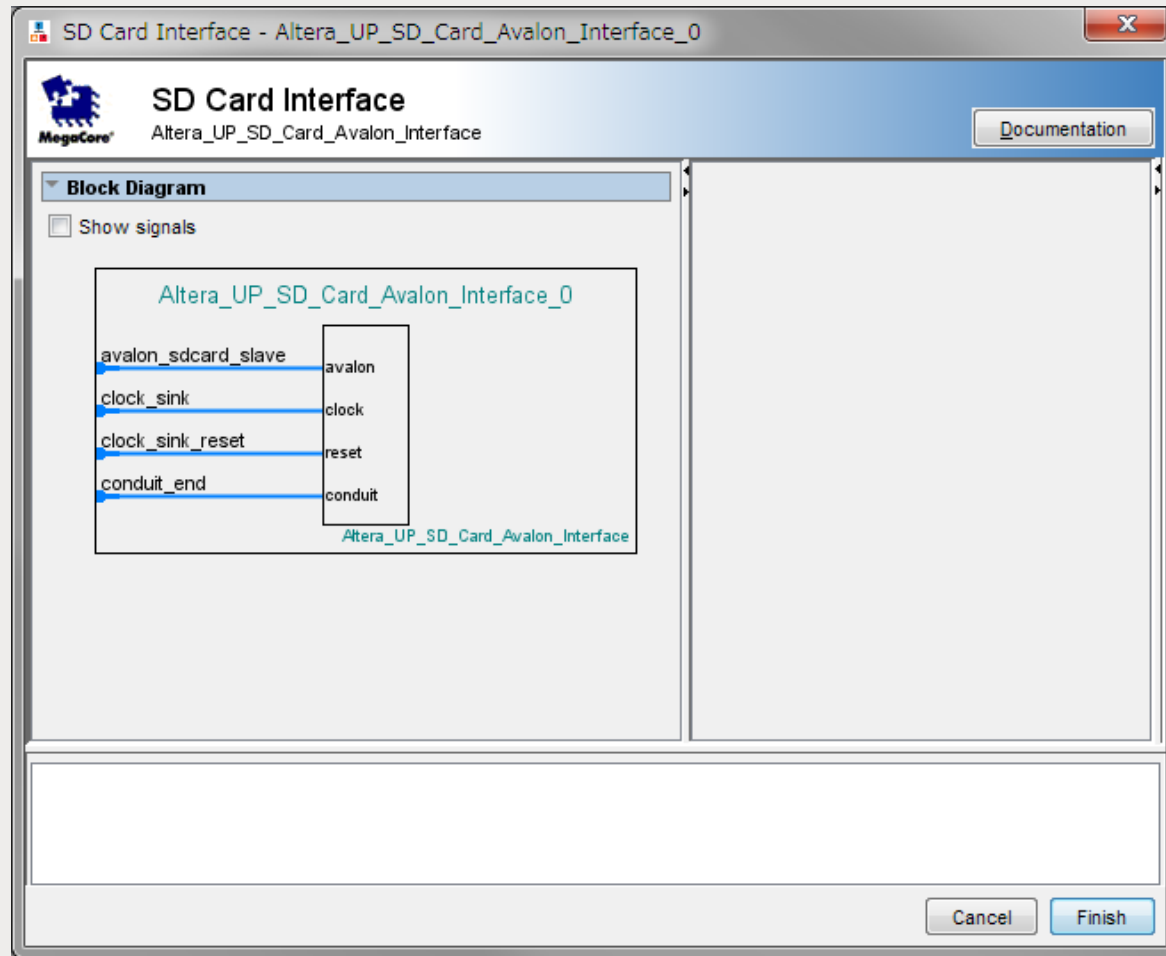 SD Card Interface - Altera_UP_SD_Card_Avalon_Interface_0
x
MegaCore'
SD Card Interface
Altera_UP_SD_Card_Avalon_Interface
Documentation
Block Diagram
Show signals
Altera_UP_SD_Card_Avalon_Interface_0
avalon_sdcard_slave
avalon
clock_sink
clock
clock_sink_reset
reset
conduit_end
conduit
Altera_UP_SD_Card_Avalon_Interface
Cancel
Finish